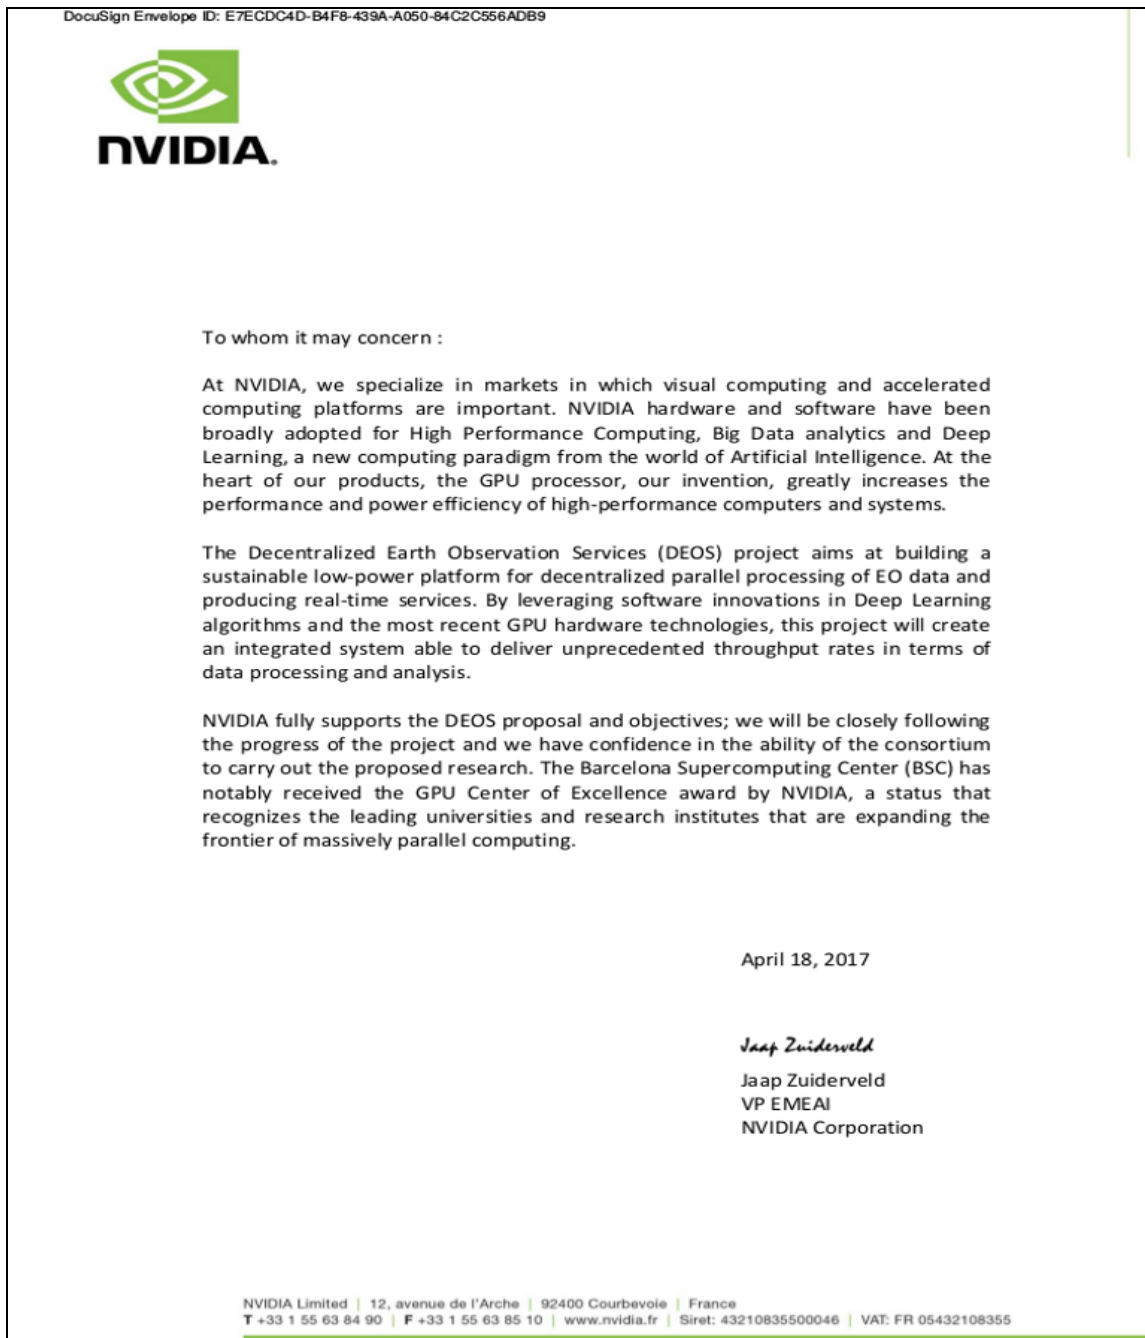 DocuSign Envelope ID: E7ECDC4D-B4F8-439A-A050-84C2C556ADB9
NVIDIA.
To whom it may concern :
At NVIDIA, we specialize in markets in which visual computing and accelerated
computing platforms are important. NVIDIA hardware and software have been
broadly adopted for High Performance Computing, Big Data analytics and Deep
Learning, a new computing paradigm from the world of Artificial Intelligence. At the
heart of our products, the GPU processor, our invention, greatly increases the
performance and power efficiency of high-performance computers and systems.
The Decentralized Earth Observation Services (DEOS) project aims at building a
sustainable low-power platform for decentralized parallel processing of EO data and
producing real-time services. By leveraging software innovations in Deep Learning
algorithms and the most recent GPU hardware technologies, this project will create
an integrated system able to deliver unprecedented throughput rates in terms of
data processing and analysis.
NVIDIA fully supports the DEOS proposal and objectives; we will be closely following
the progress of the project and we have confidence in the ability of the consortium
to carry out the proposed research. The Barcelona Supercomputing Center (BSC) has
notably received the GPU Center of Excellence award by NVIDIA, a status that
recognizes the leading universities and research institutes that are expanding the
frontier of massively parallel computing.
April 18, 2017
Jaap Zuiderveld
Jaap Zuiderveld
VP EMEAI
NVIDIA Corporation
NVIDIA Limited | 12, avenue de l'Arche | 92400 Courbevoie | France
T +33 1 55 63 84 90 | F +33 1 55 63 85 10 | www.nvidia.fr | Siret: 43210835500046 | VAT: FR 05432108355